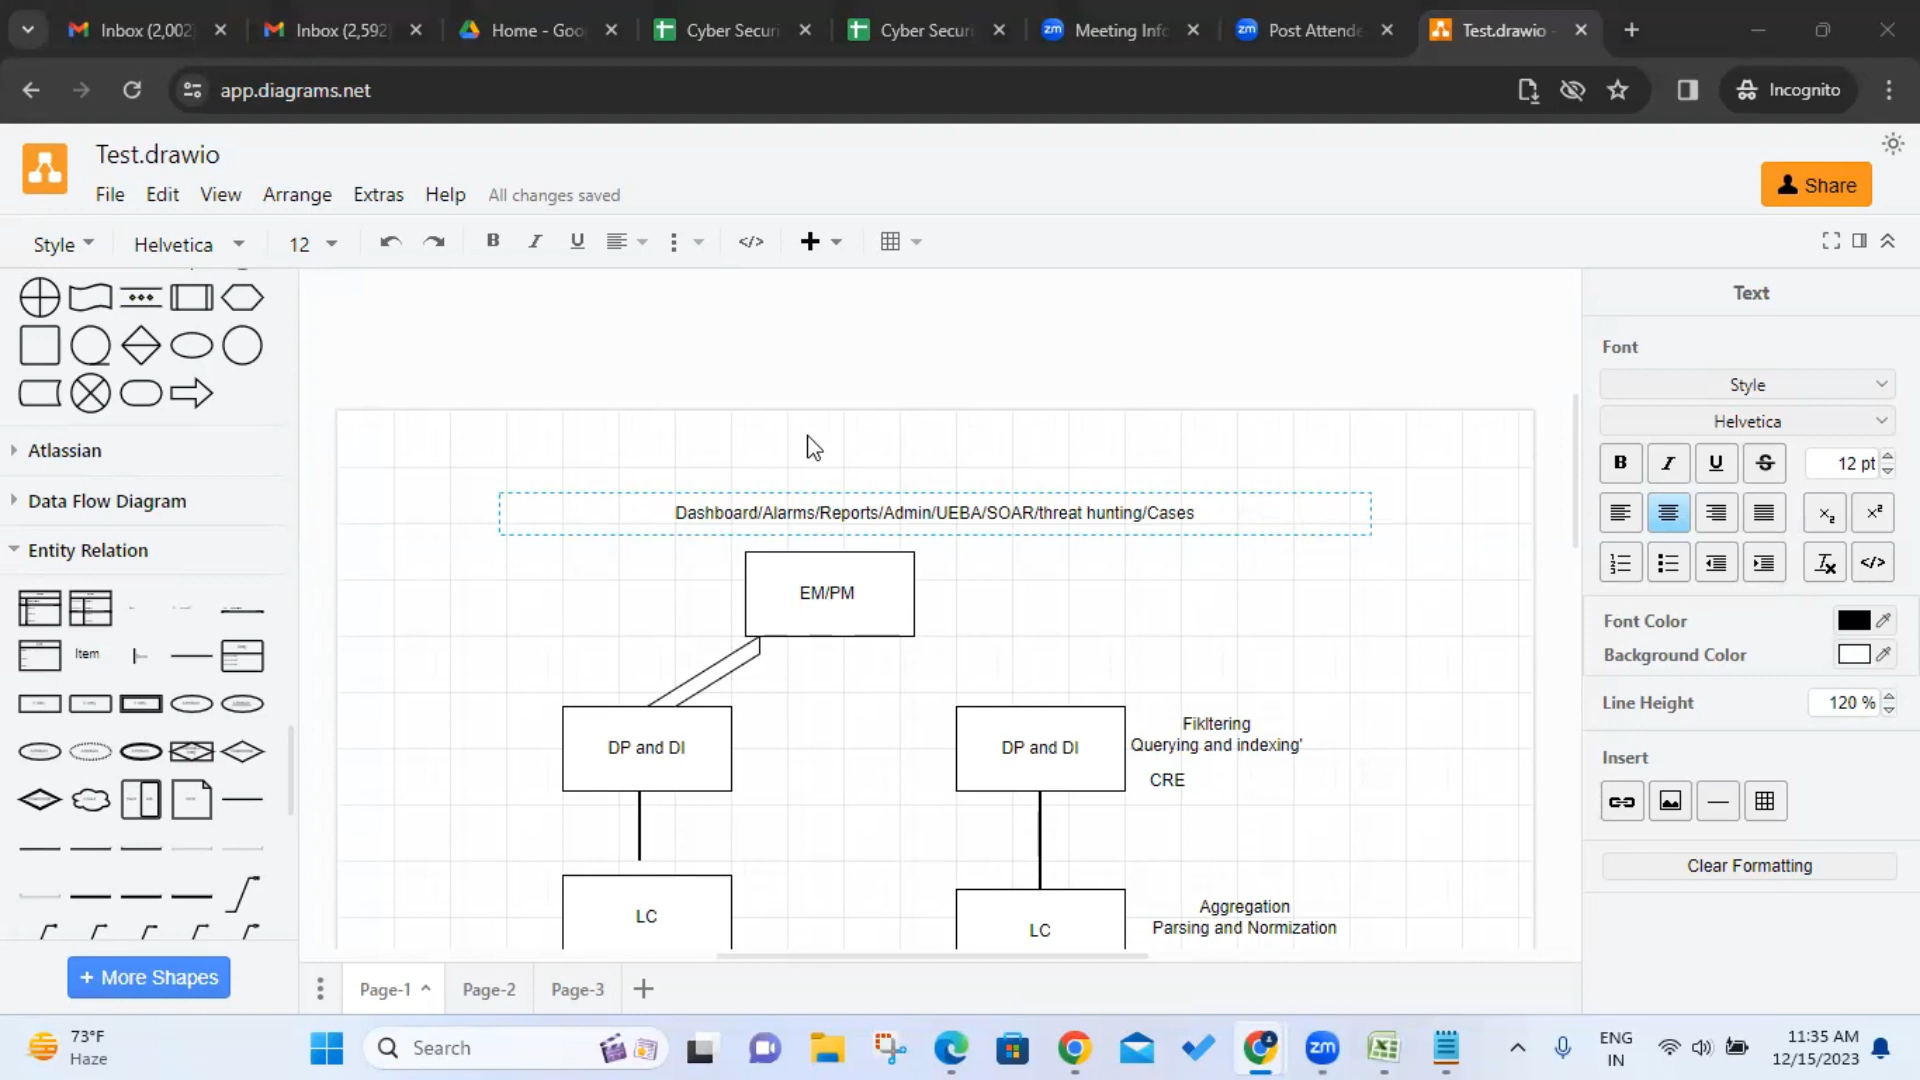 Inbox (2,002
Inbox (2,592
Home - Goo
Cyber Securi
Cyber Securi
zm
Meeting Info
zm
Post Attende
Test.drawio -
app.diagrams.net
Incognito
Test.drawio
File
Edit
View
Arrange
Extras
Help
All changes saved
Share
Style
Helvetica
12
B
I
U
Atlassian
Data Flow Diagram
Entity Relation
Item
+ More Shapes
Dashboard/Alarms/Reports/Admin/UEBA/SOAR/threat hunting/Cases
EM/PM
DP and DI
DP and DI
Fikltering
Querying and indexing'
CRE
LC
LC
Aggregation
Parsing and Normization
Page-1
Page-2
Page-3
Text
Font
Style
Helvetica
B
I
U
S
12 pt
Font Color
Background Color
Line Height
120 %
Insert
Clear Formatting
73°F
Haze
Search
zm
ENG
IN
11:35 AM
12/15/2023